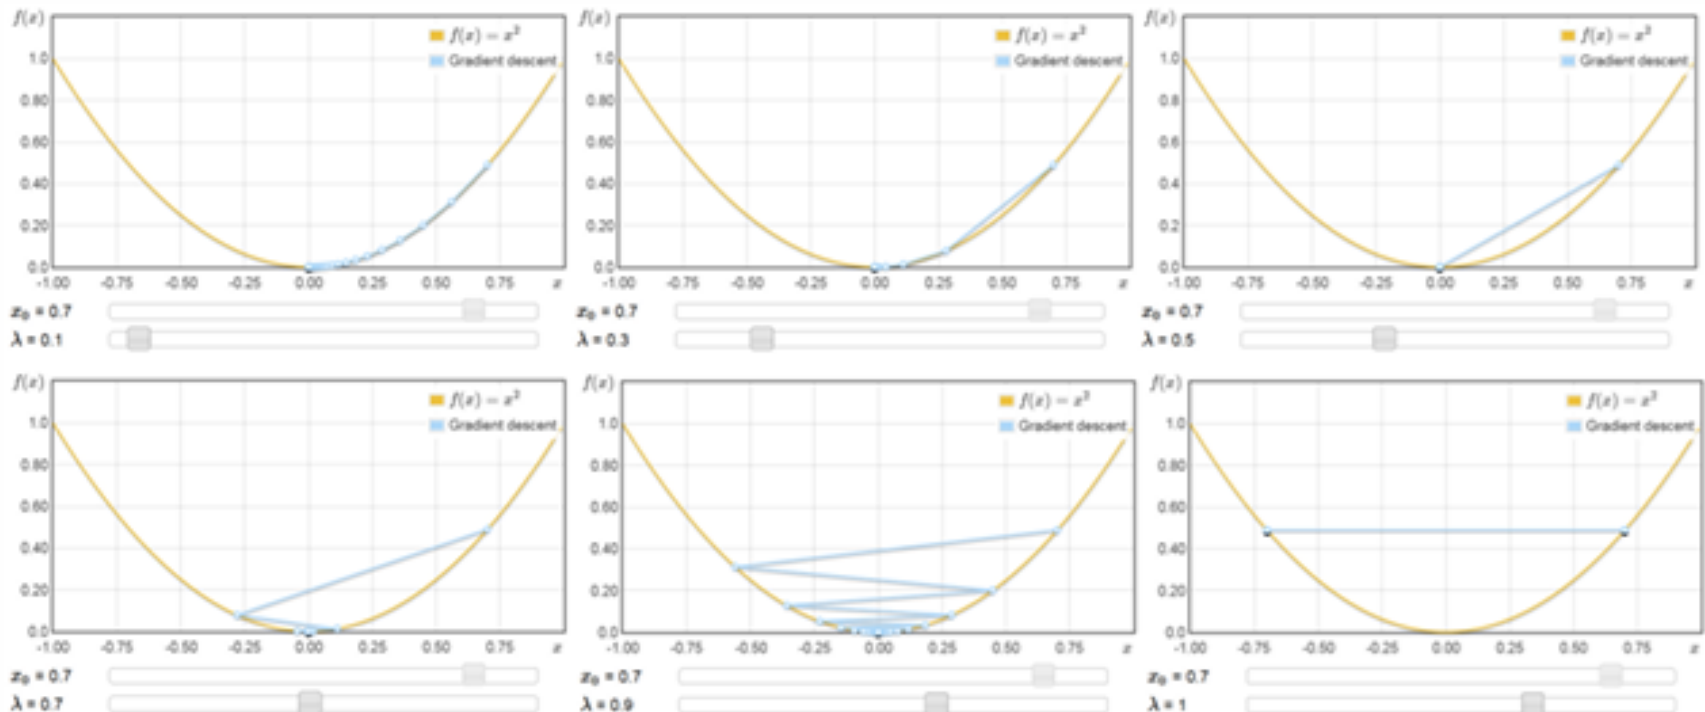 f(x)
f(x) = x²
Gradient descent
1.0
0.80
0.60
0.40
0.20
0.0
-1.00 -0.75 -0.50 -0.25 0.00 0.25 0.50 0.75 x
x₀ = 0.7
λ = 0.1
f(x)
f(x) = x²
Gradient descent
1.0
0.80
0.60
0.40
0.20
0.0
-1.00 -0.75 -0.50 -0.25 0.00 0.25 0.50 0.75 x
x₀ = 0.7
λ = 0.3
f(x)
f(x) = x²
Gradient descent
1.0
0.8
0.6
0.4
0.2
0.0
-1.00 -0.75 -0.50 -0.25 0.00 0.25 0.50 0.75 x
x₀ = 0.7
λ = 0.5
f(x)
f(x) = x²
Gradient descent
1.0
0.80
0.60
0.40
0.20
0.0
-1.00 -0.75 -0.50 -0.25 0.00 0.25 0.50 0.75 x
x₀ = 0.7
λ = 0.7
f(x)
f(x) = x²
Gradient descent
1.0
0.80
0.60
0.40
0.20
0.0
-1.00 -0.75 -0.50 -0.25 0.00 0.25 0.50 0.75 x
x₀ = 0.7
λ = 0.9
f(x)
f(x) = x²
Gradient descent
1.0
0.80
0.60
0.40
0.20
0.0
-1.00 -0.75 -0.50 -0.25 0.00 0.25 0.50 0.75 x
x₀ = 0.7
λ = 1